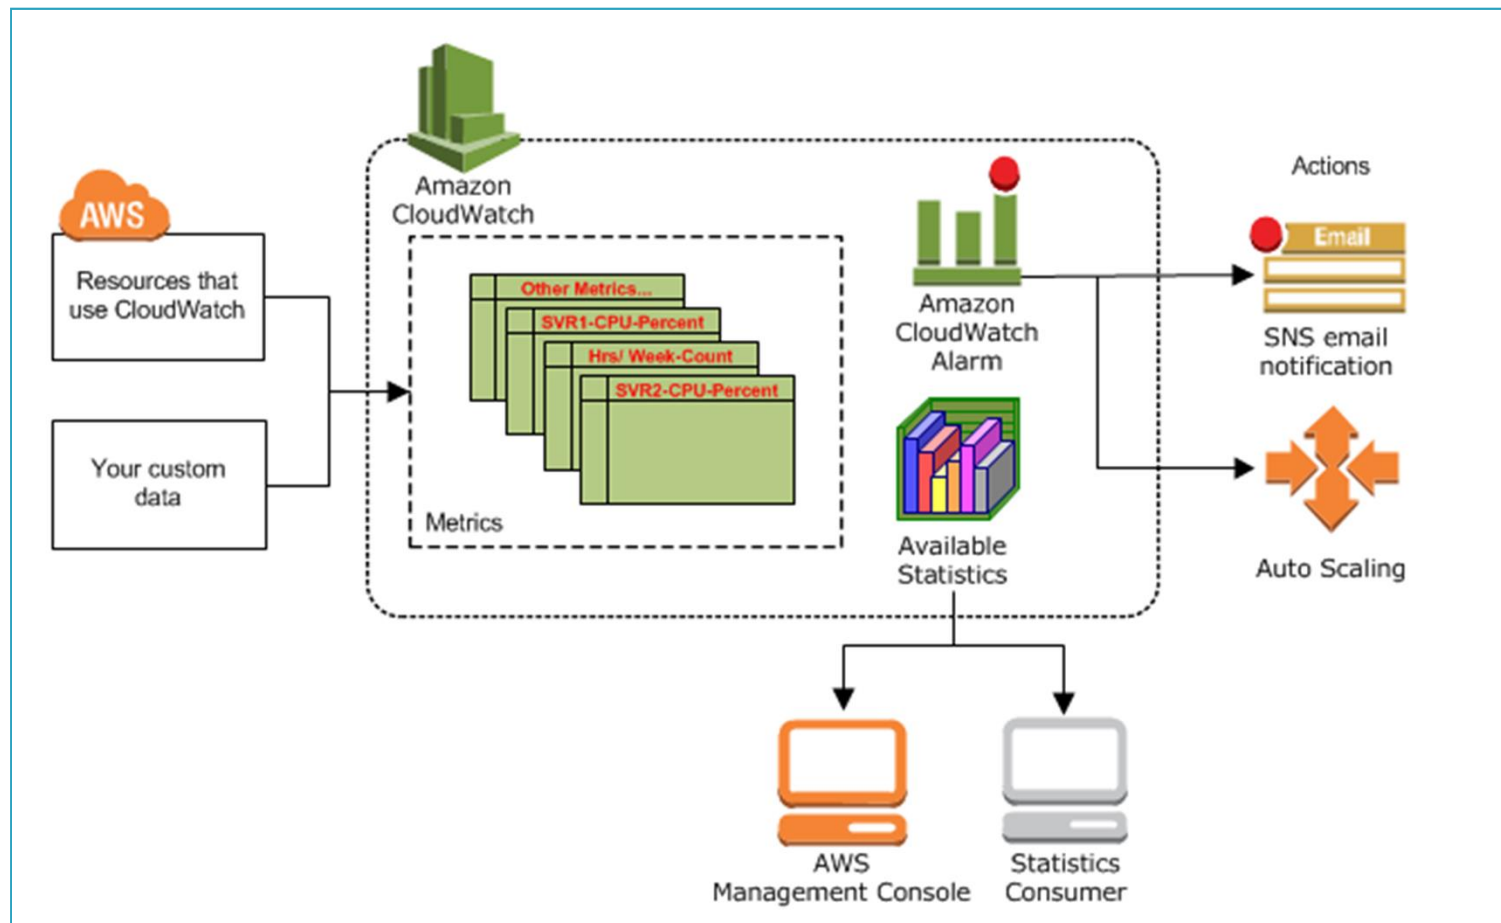 Amazon
CloudWatch
AWS
Resources that
use CloudWatch
Your custom
data
Other Metrics...
SVR1-CPU-Percent
Hrs/ Week-Count
SVR2-CPU-Percent
Metrics
Amazon
CloudWatch
Alarm
Available
Statistics
Actions
Email
SNS email
notification
Auto Scaling
AWS
Management Console
Statistics
Consumer